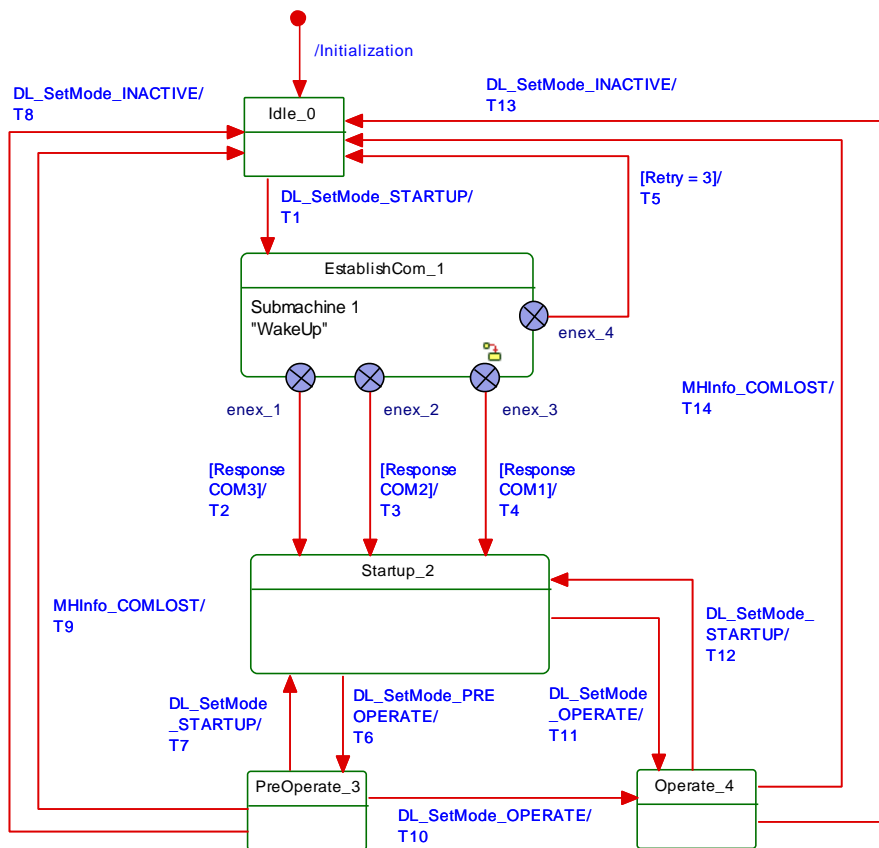 /Initialization
DL_SetMode_INACTIVE/
T8
DL_SetMode_INACTIVE/
T13
Idle_0
[Retry = 3]/
T5
DL_SetMode_STARTUP/
T1
EstablishCom_1
Submachine 1
"WakeUp"
enex_4
enex_1
enex_2
enex_3
MHInfo_COMLOST/
T14
[Response
COM3]/
T2
[Response
COM2]/
T3
[Response
COM1]/
T4
Startup_2
MHInfo_COMLOST/
T9
DL_SetMode_
STARTUP/
T12
DL_SetMode
_STARTUP/
T7
DL_SetMode_PRE
OPERATE/
T6
DL_SetMode
_OPERATE/
T11
PreOperate_3
Operate_4
DL_SetMode_OPERATE/
T10